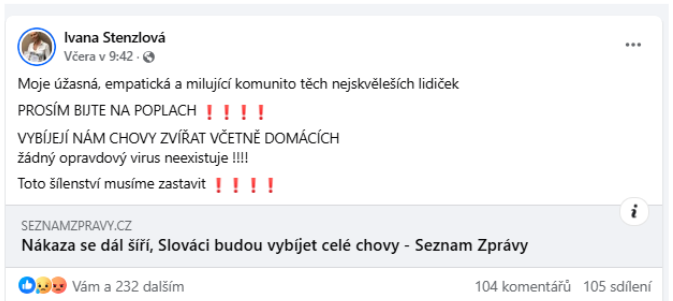 Ivana Stenzlová
Včera v 9:42 ·
Moje úžasná, empatická a milující komunito těch nejskvěleších lidiček
PROSÍM BIJTE NA POPLACH ❗❗❗❗
VYBÍJEJÍ NÁM CHOVY ZVÍŘAT VČETNĚ DOMÁCÍCH
žádný opravdový virus neexistuje !!!!
Toto šílenství musíme zastavit ❗❗❗❗
SEZNAMZPRAVY.CZ
Nákaza se dál šíří, Slováci budou vybíjet celé chovy - Seznam Zprávy
Vám a 232 dalším
104 komentářů 105 sdílení